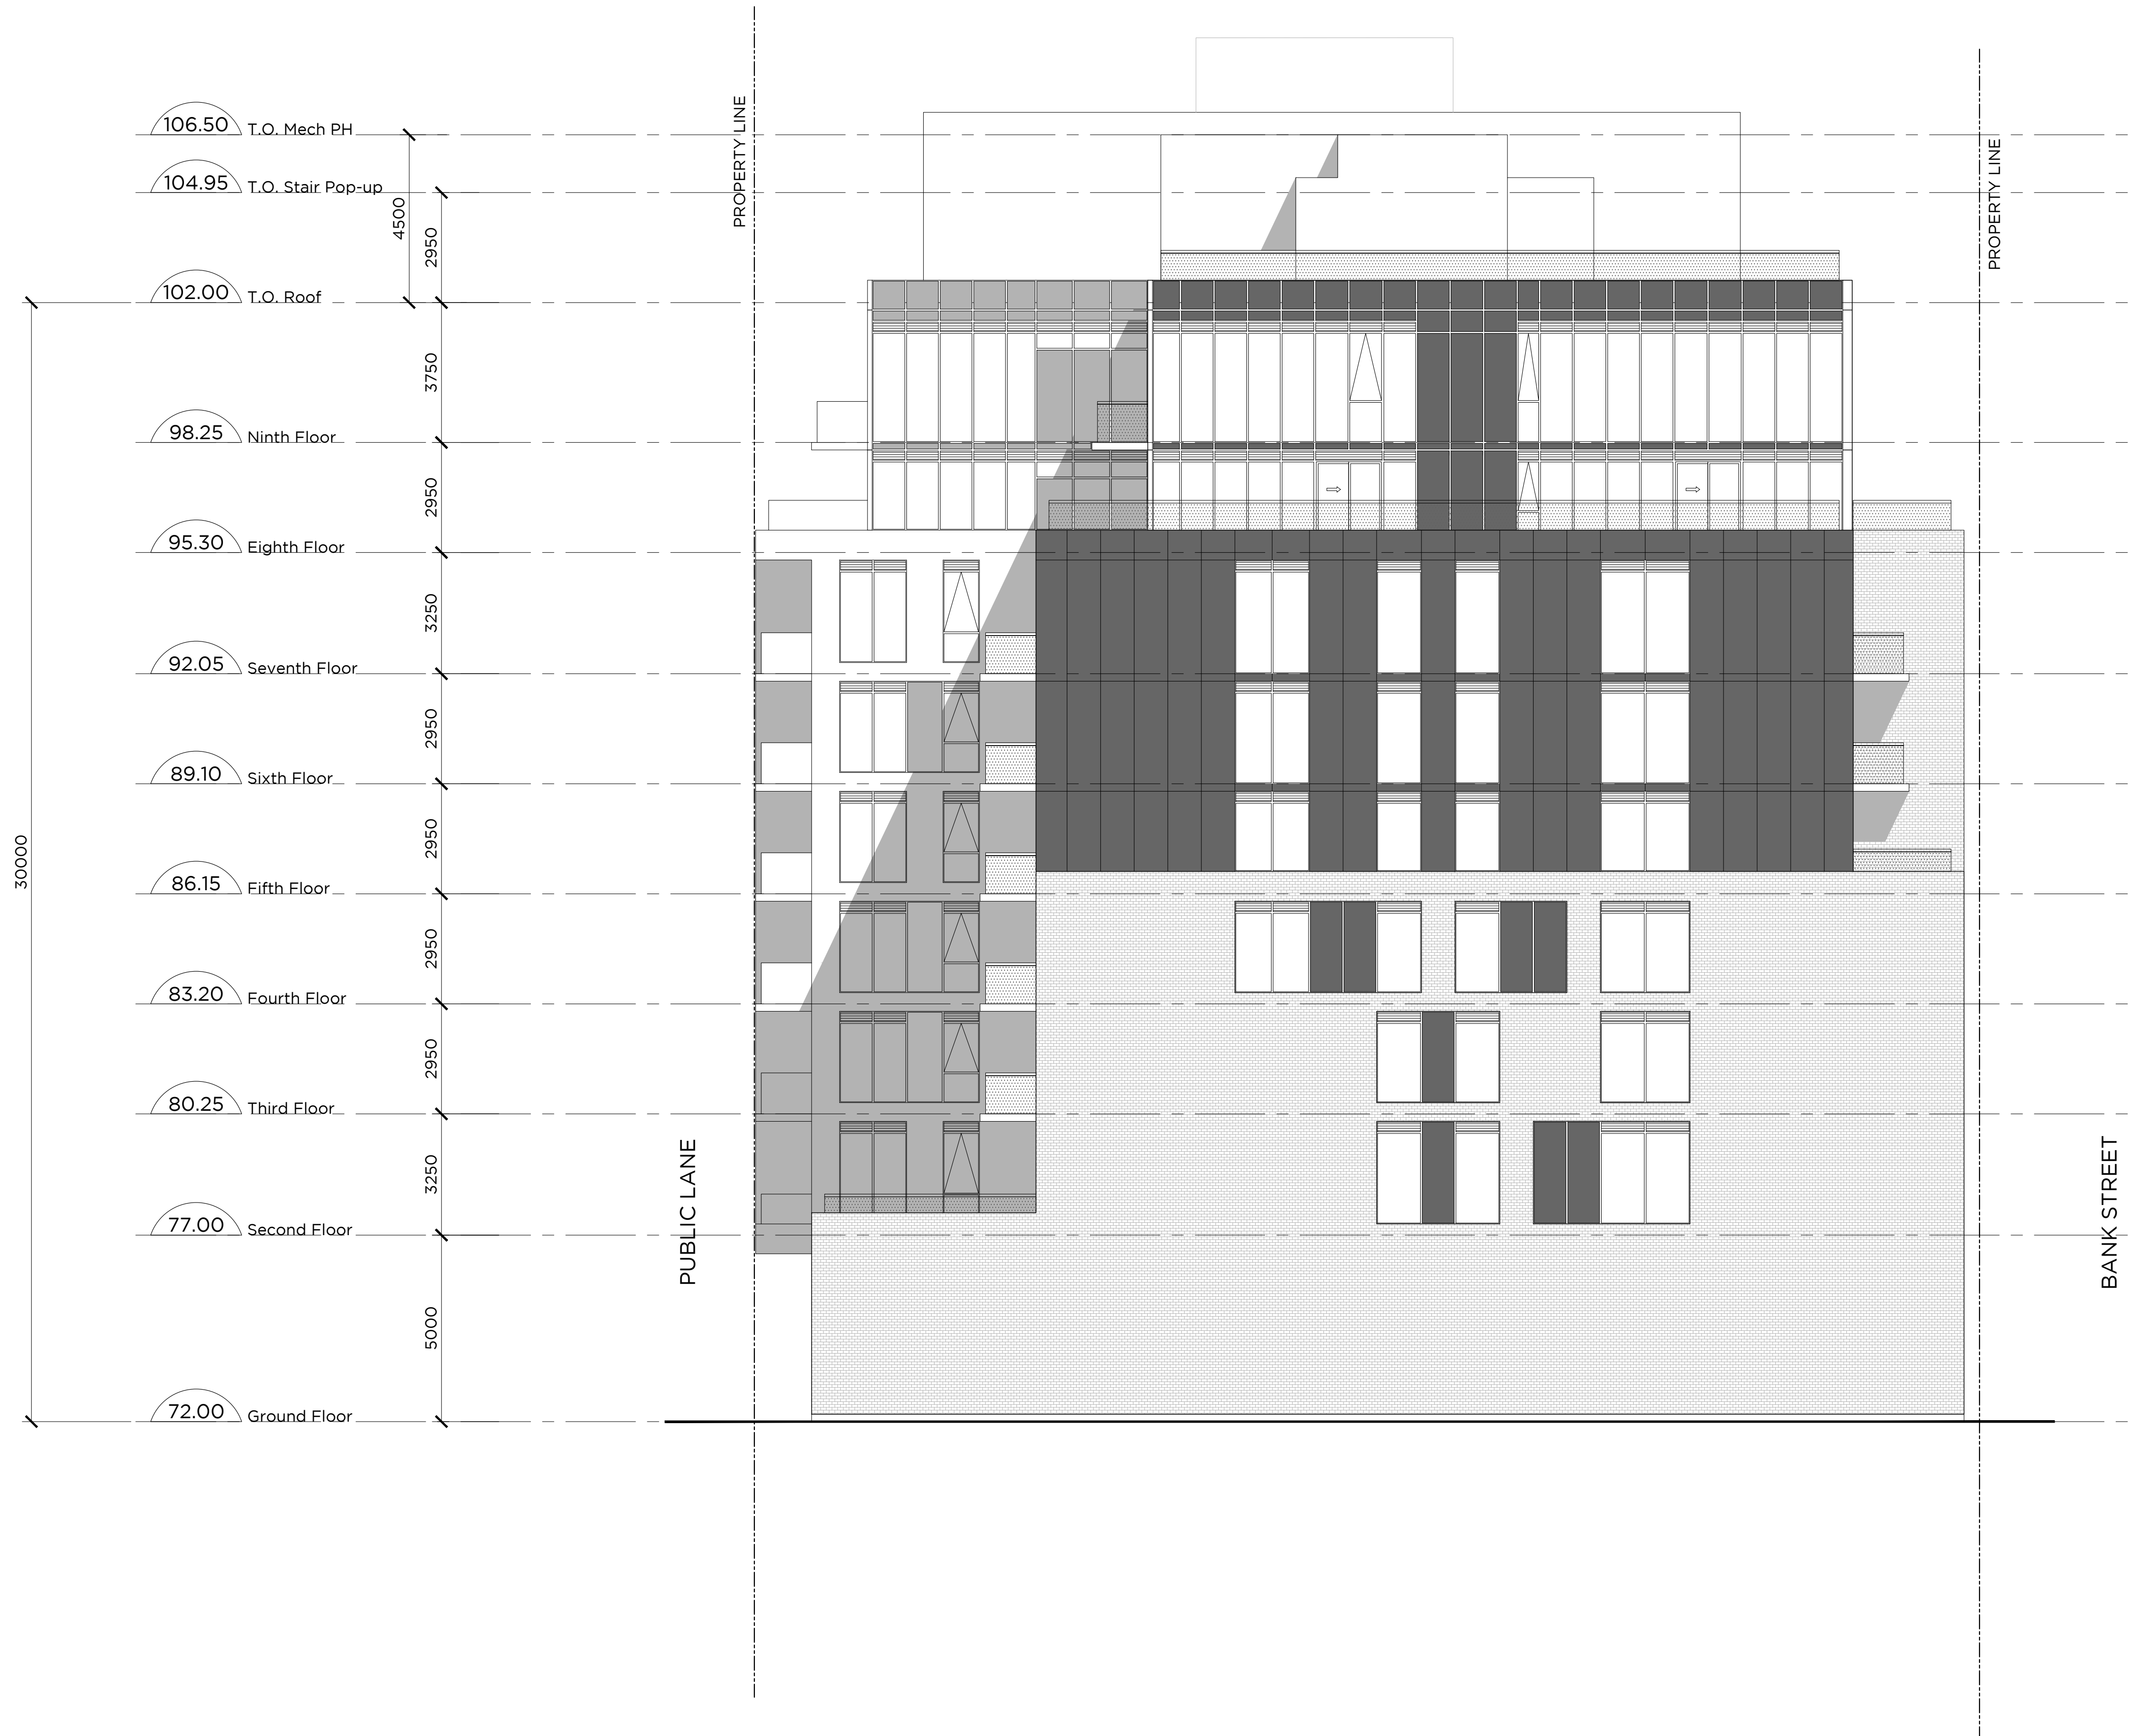 PROPERTY LINE
PROPERTY LINE
106.50 T.O. Mech PH
104.95 T.O. Stair Pop-up
4500
2950
102.00 T.O. Roof
3750
98.25 Ninth Floor
2950
95.30 Eighth Floor
3250
92.05 Seventh Floor
2950
89.10 Sixth Floor
30000
2950
86.15 Fifth Floor
2950
83.20 Fourth Floor
2950
80.25 Third Floor
3250
77.00 Second Floor
5000
72.00 Ground Floor
PUBLIC LANE
BANK STREET